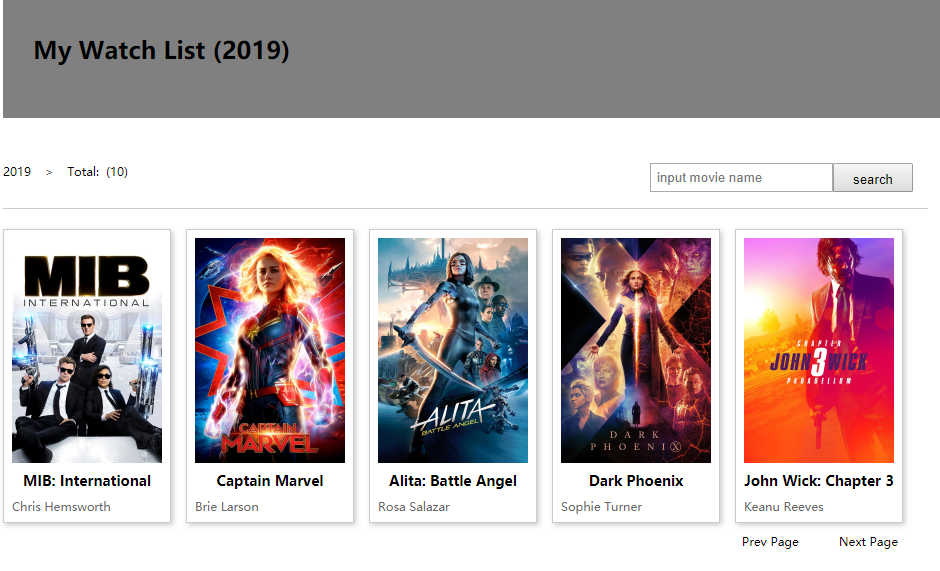 My Watch List (2019)
2019 > Total: (10)
input movie name
search
MIB
INTERNATIONAL
CAPTAIN
MARVEL
ALITA
BATTLE ANGEL
DARK
PHOENIX
CHAPTER
JOHN 3 WICK
PARABELLUM
MIB: International
Chris Hemsworth
Captain Marvel
Brie Larson
Alita: Battle Angel
Rosa Salazar
Dark Phoenix
Sophie Turner
John Wick: Chapter 3
Keanu Reeves
Prev Page
Next Page